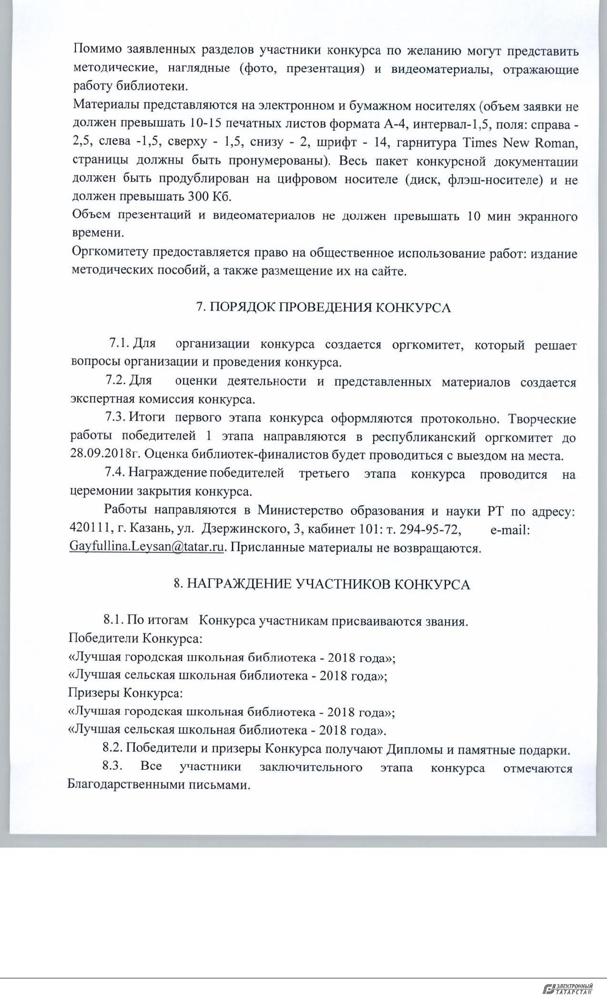 Помимо заявленных разделов участники конкурса по желанию могут представить
методические, наглядные (фото, презентация) и видеоматериалы, отражающие
работу библиотеки.
Материалы представляются на электронном и бумажном носителях (объем заявки не
должен превышать 10-15 печатных листов формата А-4, интервал-1,5, поля: справа -
2,5, слева -1,5, сверху - 1,5, снизу - 2, шрифт - 14, гарнитура Times New Roman,
страницы должны быть пронумерованы). Весь пакет конкурсной документации
должен быть продублирован на цифровом носителе (диск, флэш-носителе) и не
должен превышать 300 Кб.
Объем презентаций и видеоматериалов не должен превышать 10 мин экранного
времени.
Оргкомитету предоставляется право на общественное использование работ: издание
методических пособий, а также размещение их на сайте.
7. ПОРЯДОК ПРОВЕДЕНИЯ КОНКУРСА
7.1. Для организации конкурса создается оргкомитет, который решает
вопросы организации и проведения конкурса.
7.2. Для оценки деятельности и представленных материалов создается
экспертная комиссия конкурса.
7.3. Итоги первого этапа конкурса оформляются протокольно. Творческие
работы победителей 1 этапа направляются в республиканский оргкомитет до
28.09.2018г. Оценка библиотек-финалистов будет проводиться с выездом на места.
7.4. Награждение победителей третьего этапа конкурса проводится на
церемонии закрытия конкурса.
Работы направляются в Министерство образования и науки РТ по адресу:
420111, г. Казань, ул. Дзержинского, 3, кабинет 101: т. 294-95-72, e-mail:
Gayfullina.Leysan@tatar.ru. Присланные материалы не возвращаются.
8. НАГРАЖДЕНИЕ УЧАСТНИКОВ КОНКУРСА
8.1. По итогам Конкурса участникам присваиваются звания.
Победители Конкурса:
«Лучшая городская школьная библиотека - 2018 года»;
«Лучшая сельская школьная библиотека - 2018 года»;
Призеры Конкурса:
«Лучшая городская школьная библиотека - 2018 года»;
«Лучшая сельская школьная библиотека - 2018 года».
8.2. Победители и призеры Конкурса получают Дипломы и памятные подарки.
8.3. Все участники заключительного этапа конкурса отмечаются
Благодарственными письмами.
ЭЛЕКТРОННЫЙ
ТАТАРСТАН